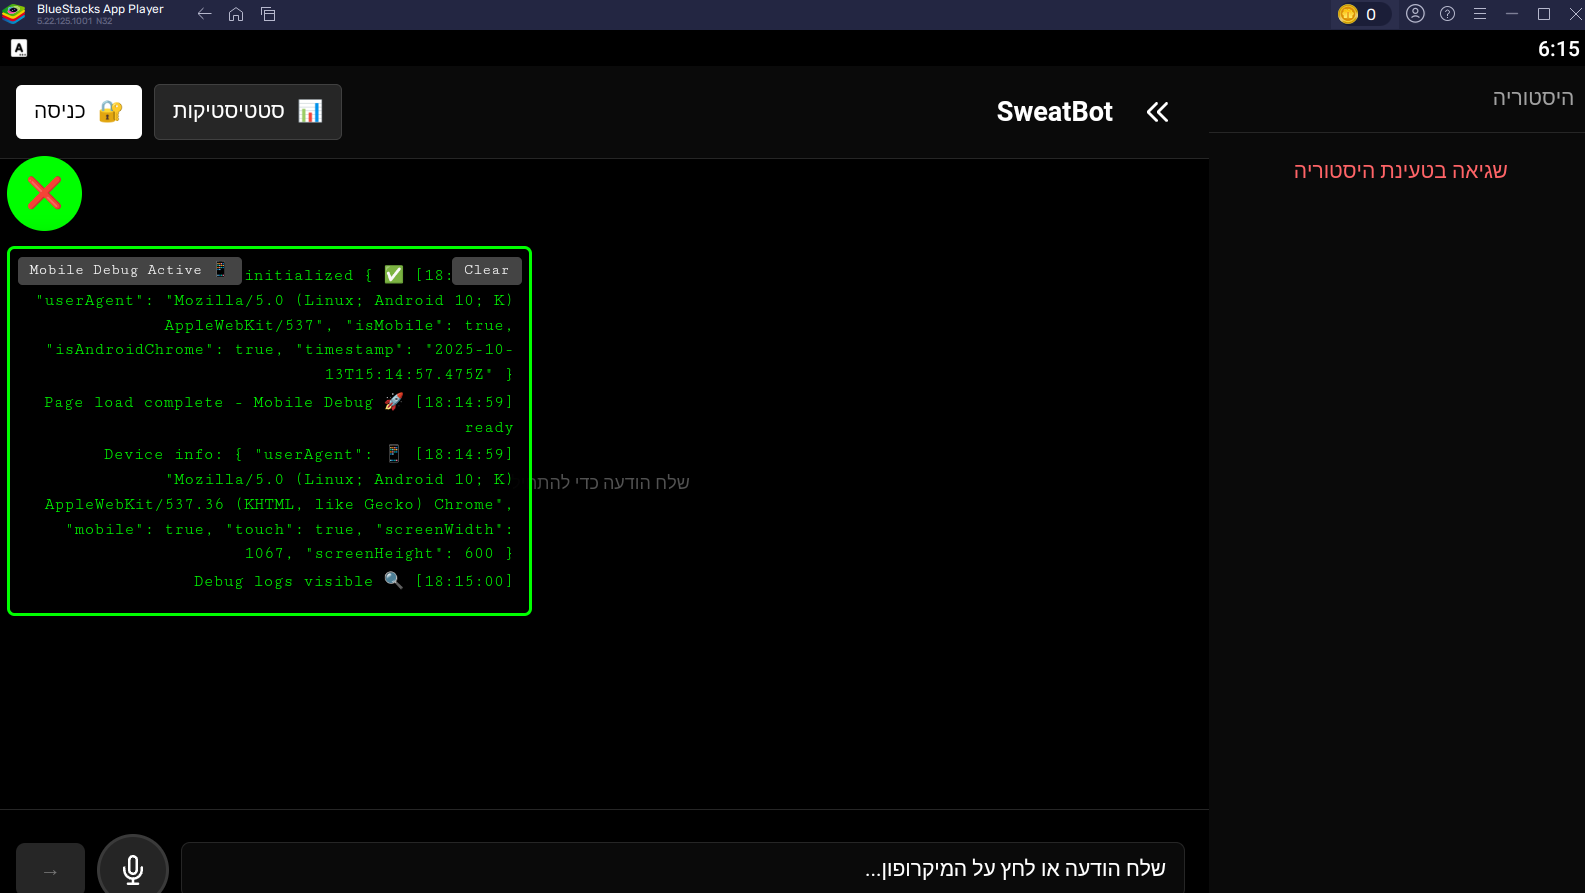 BlueStacks App Player
5.22.125.1001 N32
0
A
6:15
היסטוריה
שגיאה בטעינת היסטוריה
SweatBot
📊 סטטיסטיקות
🔐 כניסה
Mobile Debug Active 📱
Clear
initialized { ✅ [18:
"userAgent": "Mozilla/5.0 (Linux; Android 10; K)
AppleWebKit/537", "isMobile": true,
"isAndroidChrome": true, "timestamp": "2025-10-
13T15:14:57.475Z" }
Page load complete - Mobile Debug 🚀 [18:14:59]
ready
Device info: { "userAgent": 📱 [18:14:59]
"Mozilla/5.0 (Linux; Android 10; K)
AppleWebKit/537.36 (KHTML, like Gecko) Chrome",
"mobile": true, "touch": true, "screenWidth":
1067, "screenHeight": 600 }
Debug logs visible 🔍 [18:15:00]
שלח הודעה כדי
שלח הודעה או לחץ על המיקרופון...